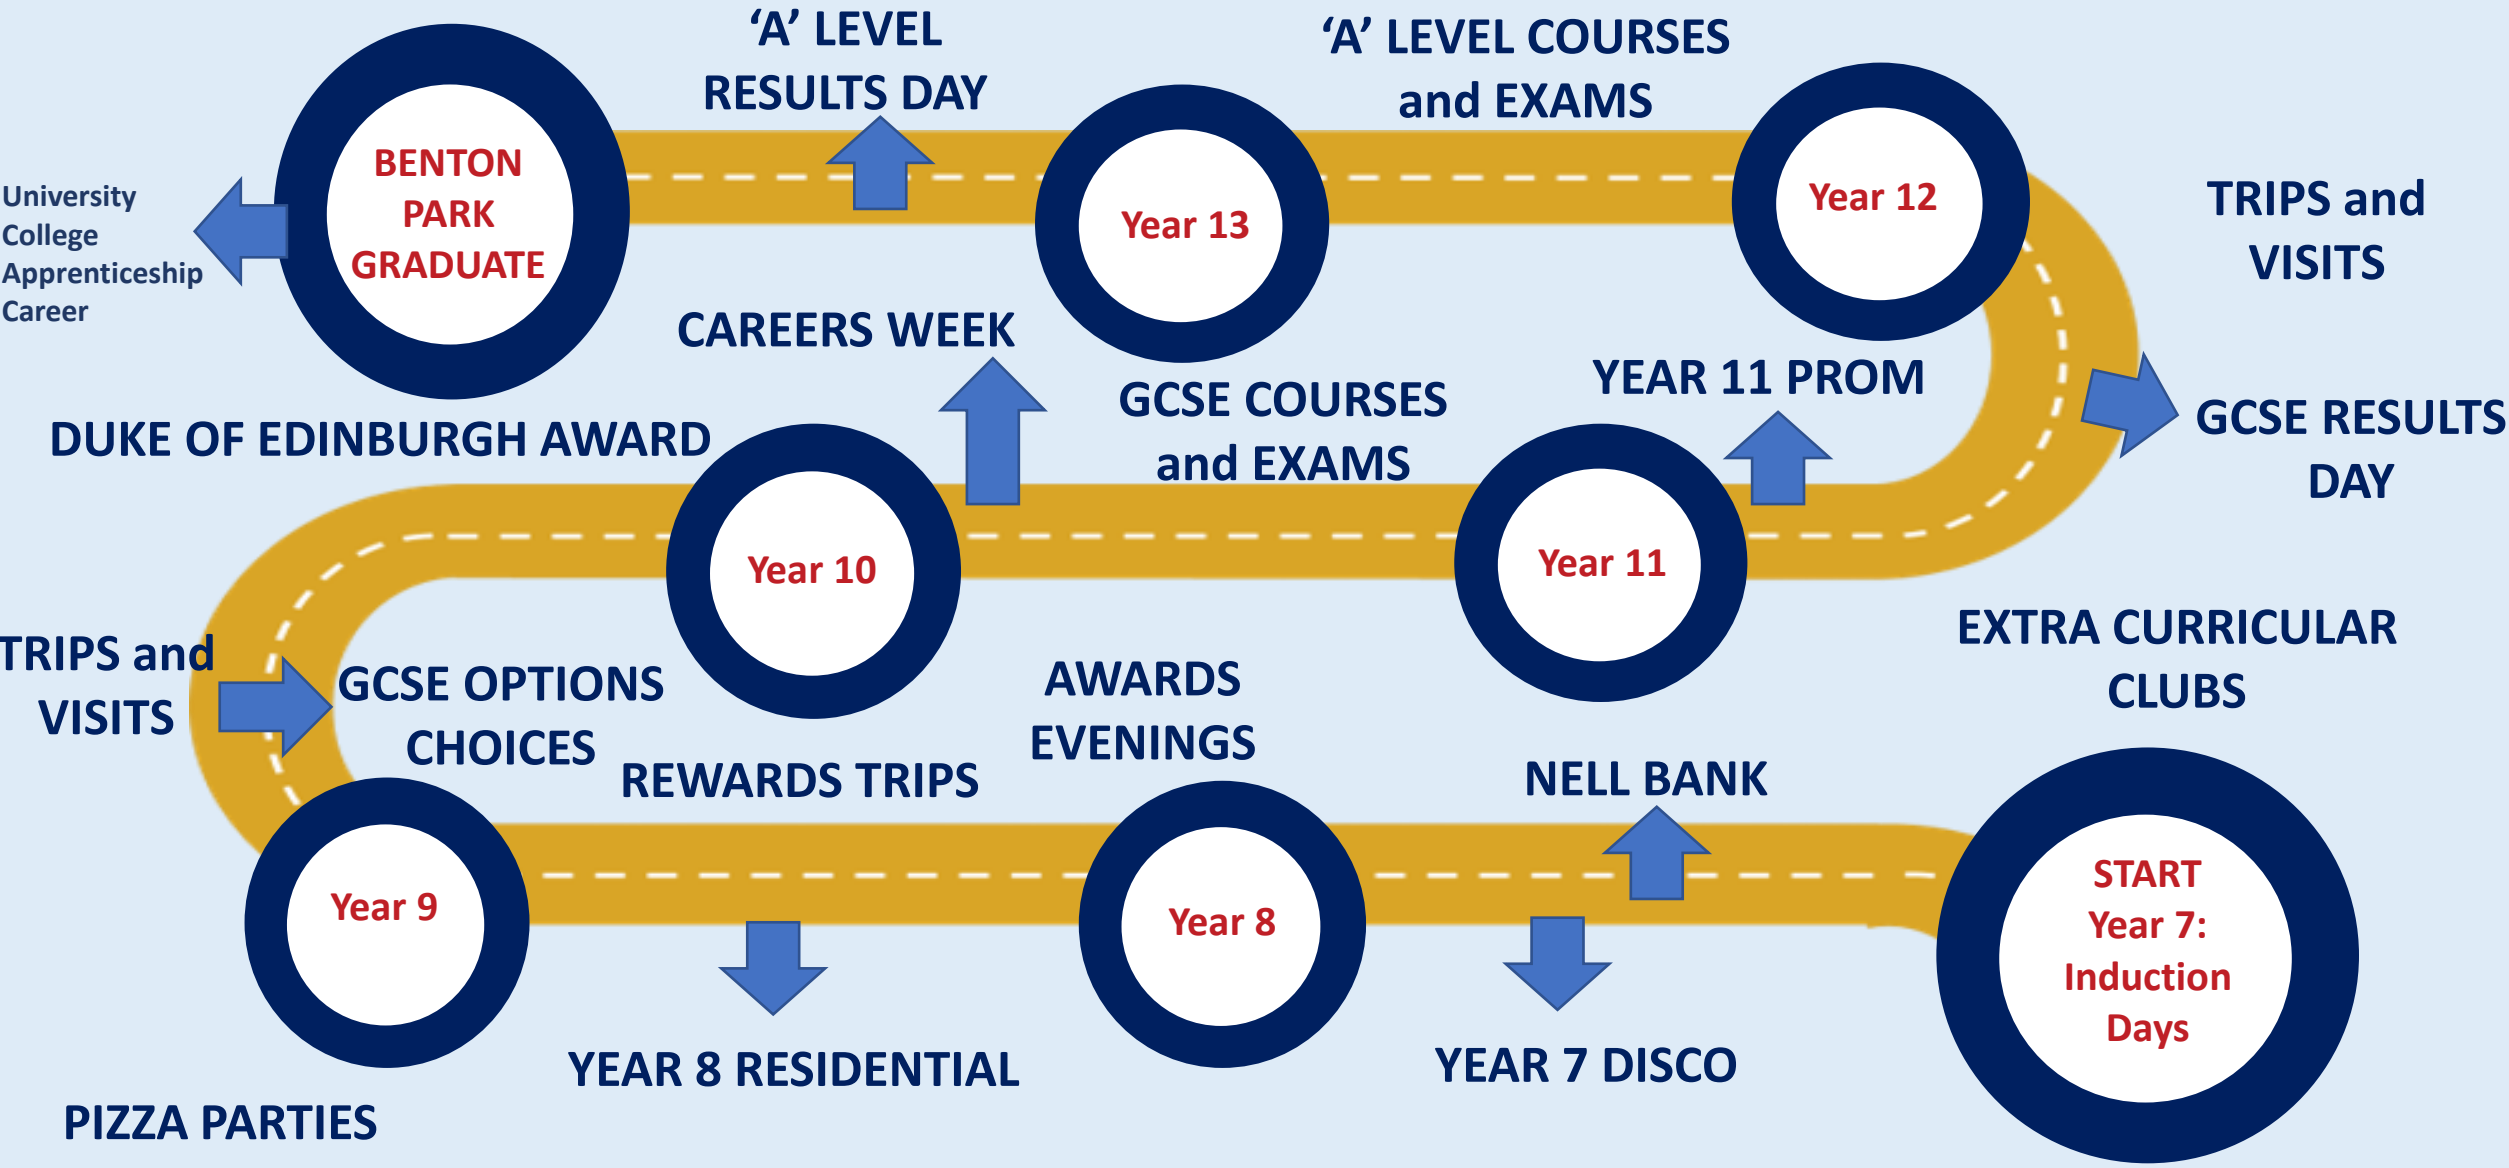 ‘A’ LEVEL
RESULTS DAY
‘A’ LEVEL COURSES
and EXAMS
BENTON
PARK
GRADUATE
University
College
Apprenticeship
Career
Year 13
Year 12
TRIPS and
VISITS
CAREERS WEEK
GCSE COURSES
and EXAMS
YEAR 11 PROM
GCSE RESULTS
DAY
DUKE OF EDINBURGH AWARD
Year 10
Year 11
TRIPS and
VISITS
GCSE OPTIONS
CHOICES
REWARDS TRIPS
AWARDS
EVENINGS
NELL BANK
EXTRA CURRICULAR
CLUBS
Year 9
Year 8
START
Year 7:
Induction
Days
YEAR 8 RESIDENTIAL
YEAR 7 DISCO
PIZZA PARTIES